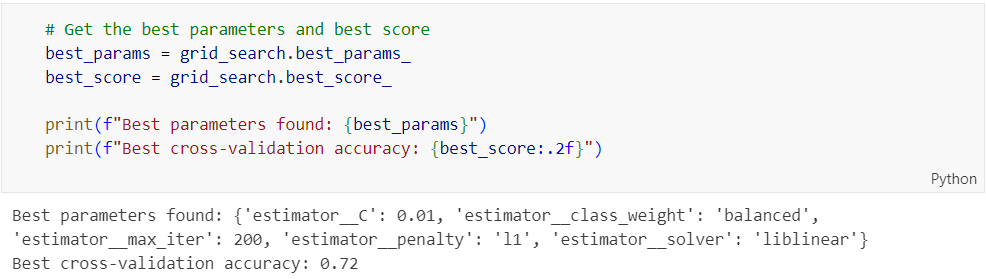 # Get the best parameters and best score
best_params = grid_search.best_params_
best_score = grid_search.best_score_
print(f"Best parameters found: {best_params}")
print(f"Best cross-validation accuracy: {best_score:.2f}")
Python
Best parameters found: {'estimator__C': 0.01, 'estimator__class_weight': 'balanced',
'estimator__max_iter': 200, 'estimator__penalty': 'l1', 'estimator__solver': 'liblinear'}
Best cross-validation accuracy: 0.72